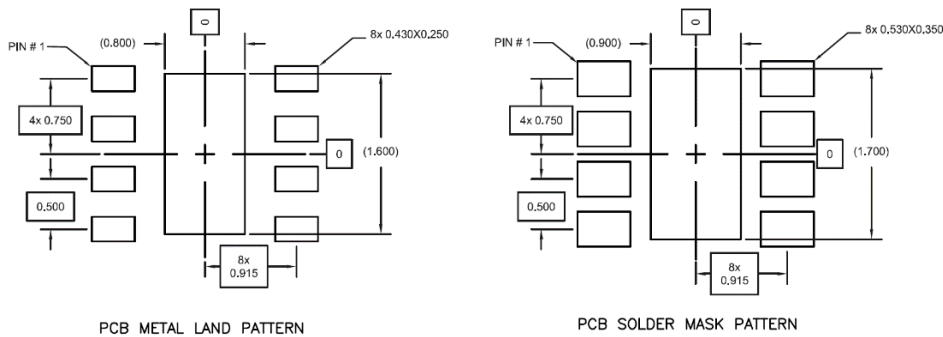 0
PIN # 1
(0.800)
8x 0.430X0.250
4x 0.750
0
(1.600)
0.500
8x
0.915
PCB METAL LAND PATTERN
0
PIN # 1
(0.900)
8x 0.530X0.350
4x 0.750
0
(1.700)
0.500
8x
0.915
PCB SOLDER MASK PATTERN